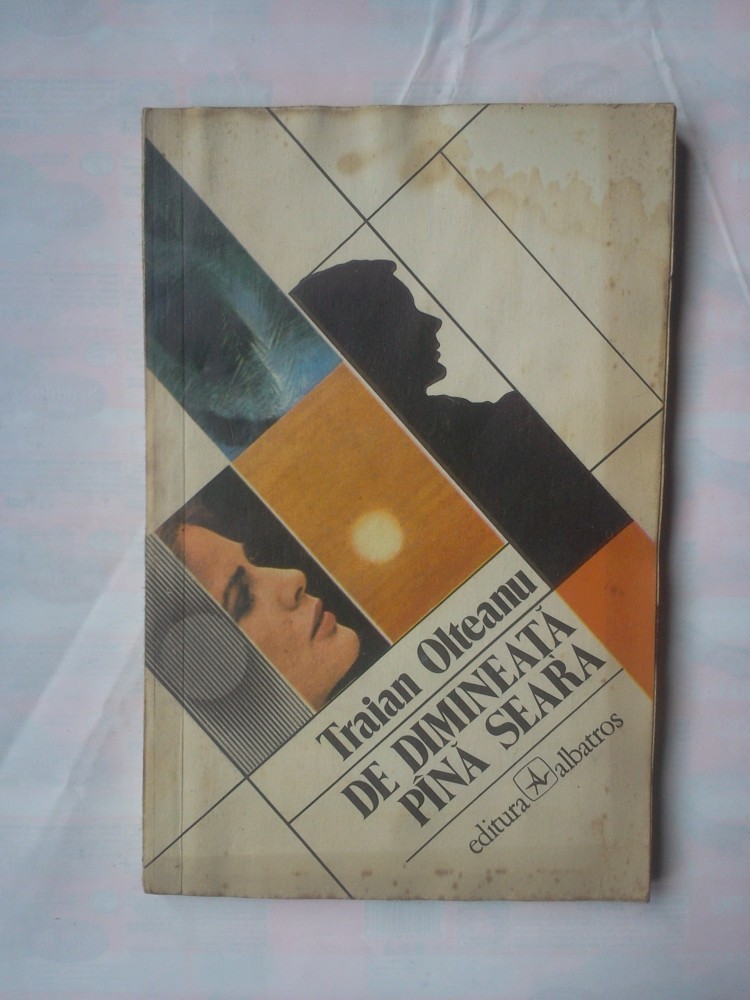 Traian Olteanu
DE DIMINEAȚĂ
PÎNĂ SEARA
editura albatros